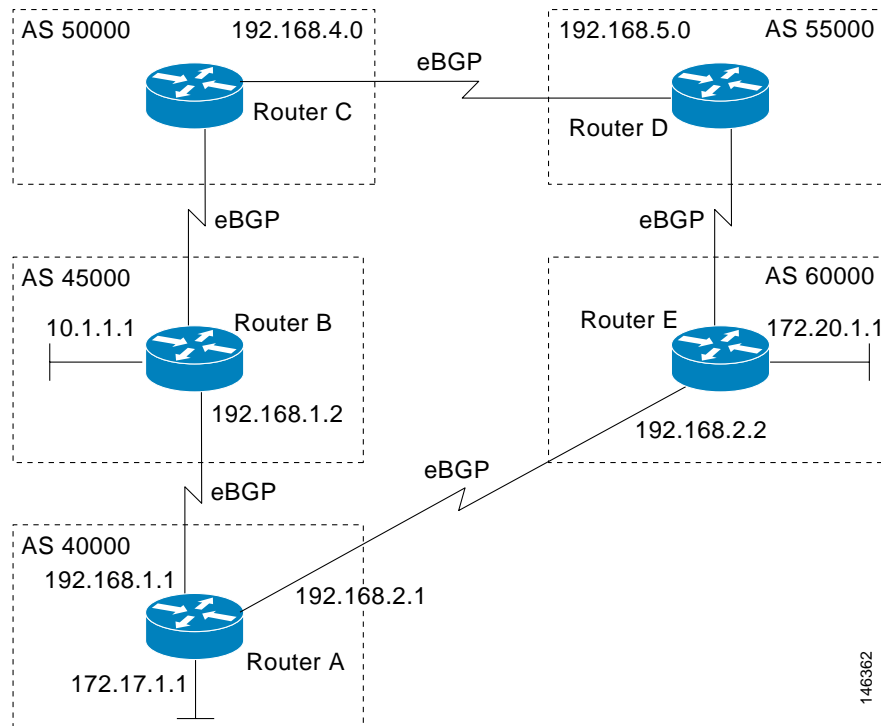 AS 50000
192.168.4.0
192.168.5.0
AS 55000
eBGP
Router C
Router D
eBGP
eBGP
AS 45000
AS 60000
10.1.1.1
Router B
Router E
172.20.1.1
192.168.1.2
192.168.2.2
eBGP
eBGP
AS 40000
192.168.1.1
192.168.2.1
Router A
172.17.1.1
146362